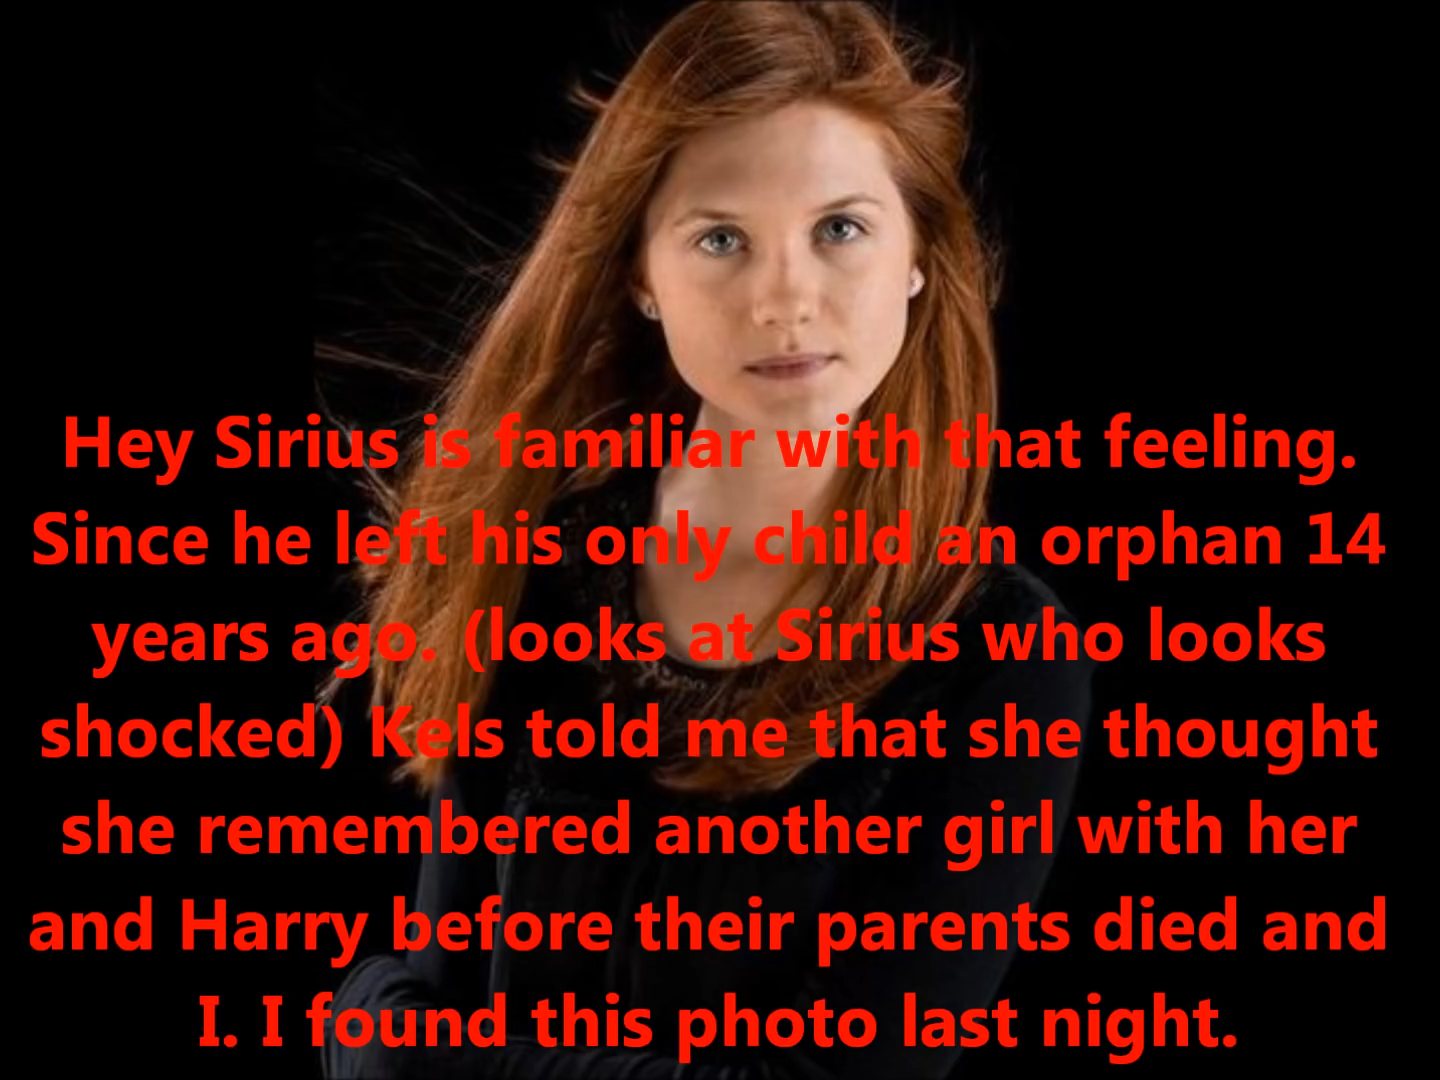 Hey Sirius is familiar with that feeling.
Since he left his only child an orphan 14
years ago. (looks at Sirius who looks
shocked) Kels told me that she thought
she remembered another girl with her
and Harry before their parents died and
I. I found this photo last night.